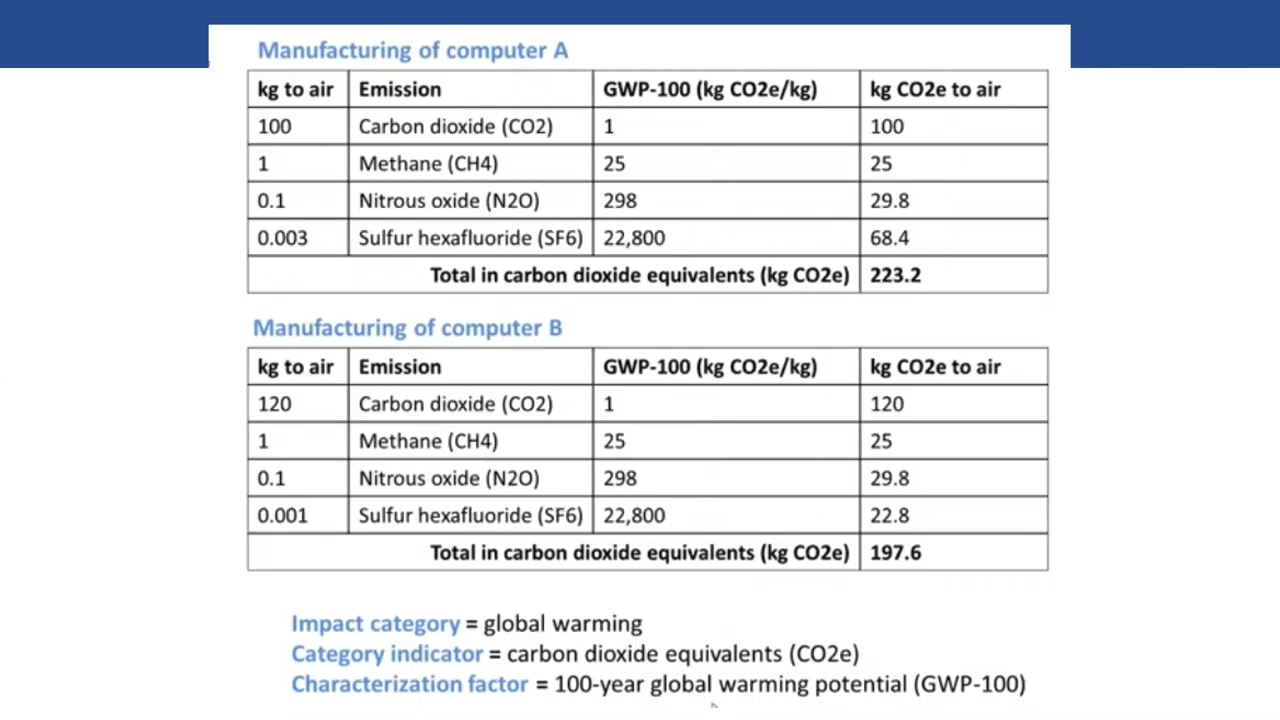 Manufacturing of computer A
kg to air Emission GWP-100 (kg CO2e/kg) kg CO2e to air
100 Carbon dioxide (CO2) 1 100
1 Methane (CH4) 25 25
0.1 Nitrous oxide (N2O) 298 29.8
0.003 Sulfur hexafluoride (SF6) 22,800 68.4
Total in carbon dioxide equivalents (kg CO2e) 223.2
Manufacturing of computer B
kg to air Emission GWP-100 (kg CO2e/kg) kg CO2e to air
120 Carbon dioxide (CO2) 1 120
1 Methane (CH4) 25 25
0.1 Nitrous oxide (N2O) 298 29.8
0.001 Sulfur hexafluoride (SF6) 22,800 22.8
Total in carbon dioxide equivalents (kg CO2e) 197.6
Impact category = global warming
Category indicator = carbon dioxide equivalents (CO2e)
Characterization factor = 100-year global warming potential (GWP-100)